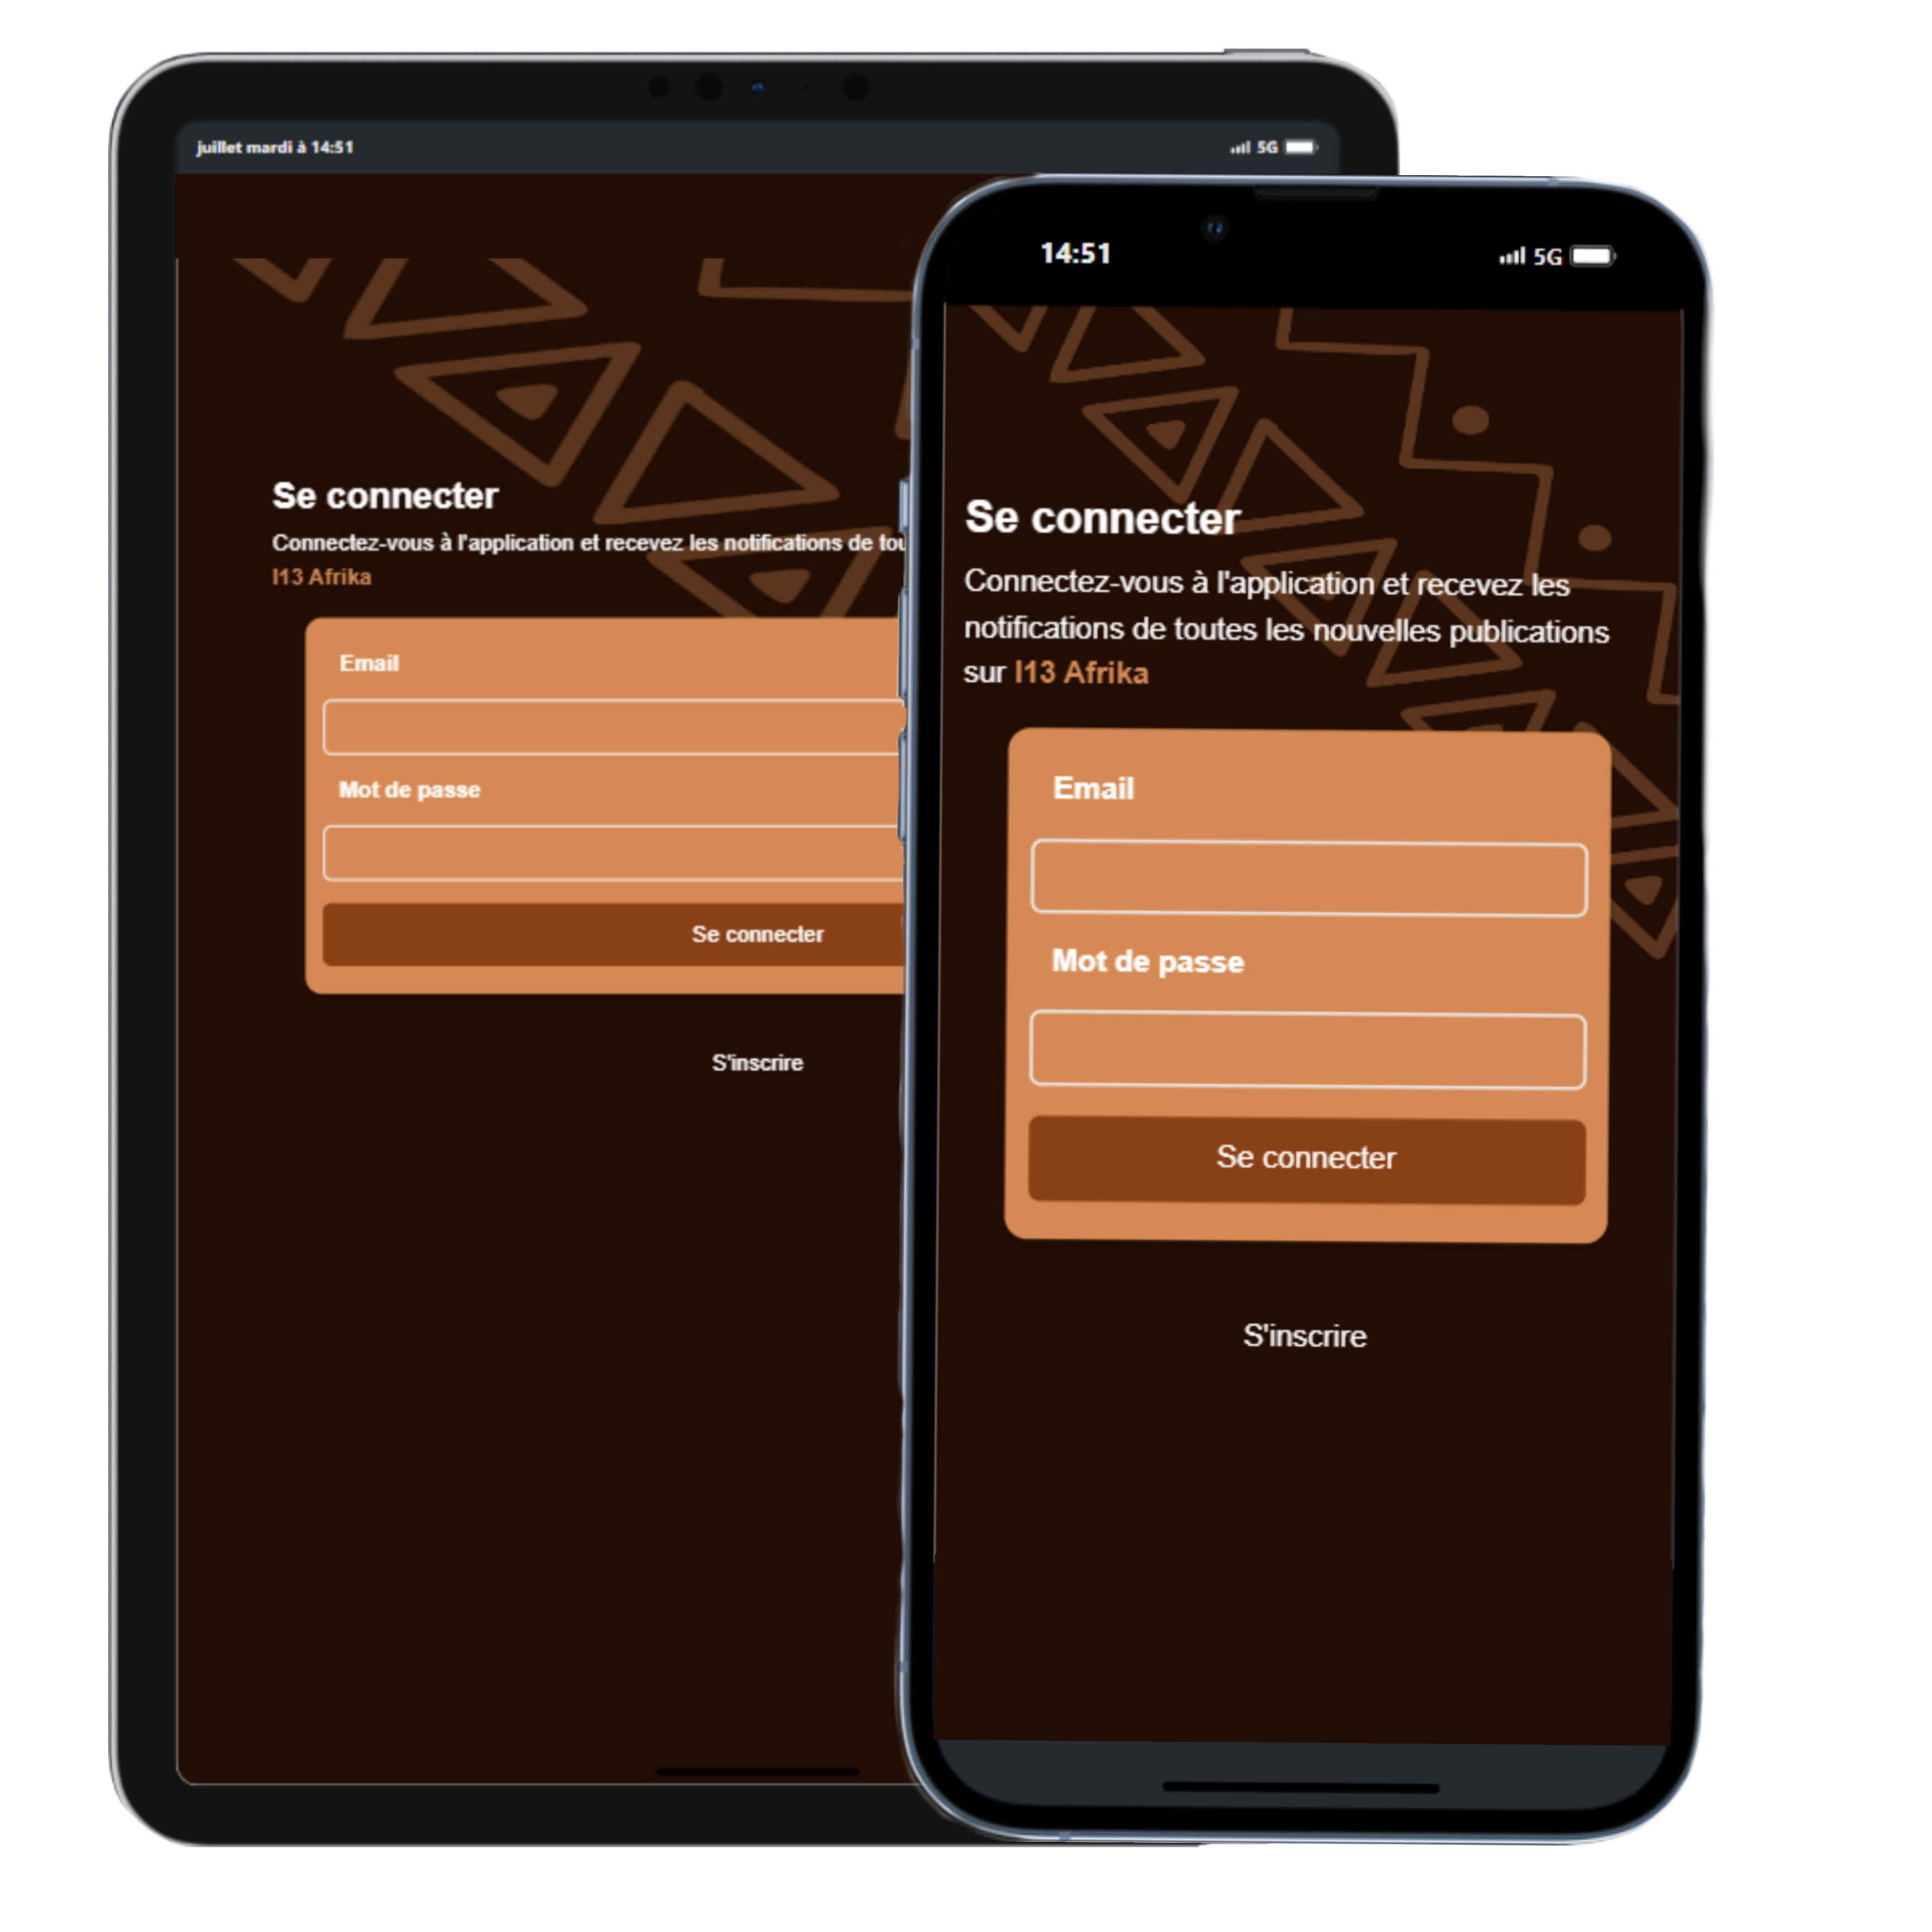 juillet mardi à 14:51
5G
Se connecter
Connectez-vous à l'application et recevez les notifications de
I13 Afrika
Email
Mot de passe
Se connecter
S'inscrire
14:51
5G
Se connecter
Connectez-vous à l'application et recevez les
notifications de toutes les nouvelles publications
sur I13 Afrika
Email
Mot de passe
Se connecter
S'inscrire